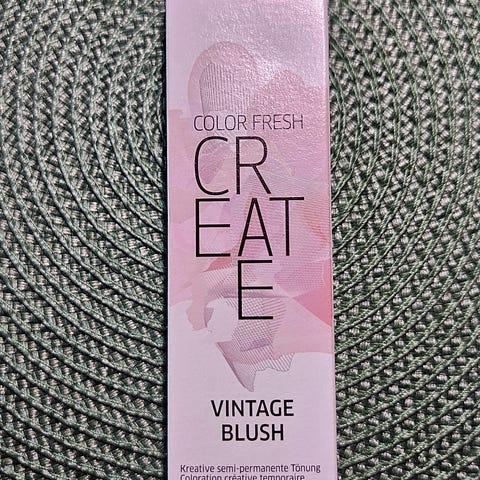 COLOR FRESH
CR
EAT
E
VINTAGE
BLUSH
Kreative semi-permanente Tönung
Coloration créative temporaire